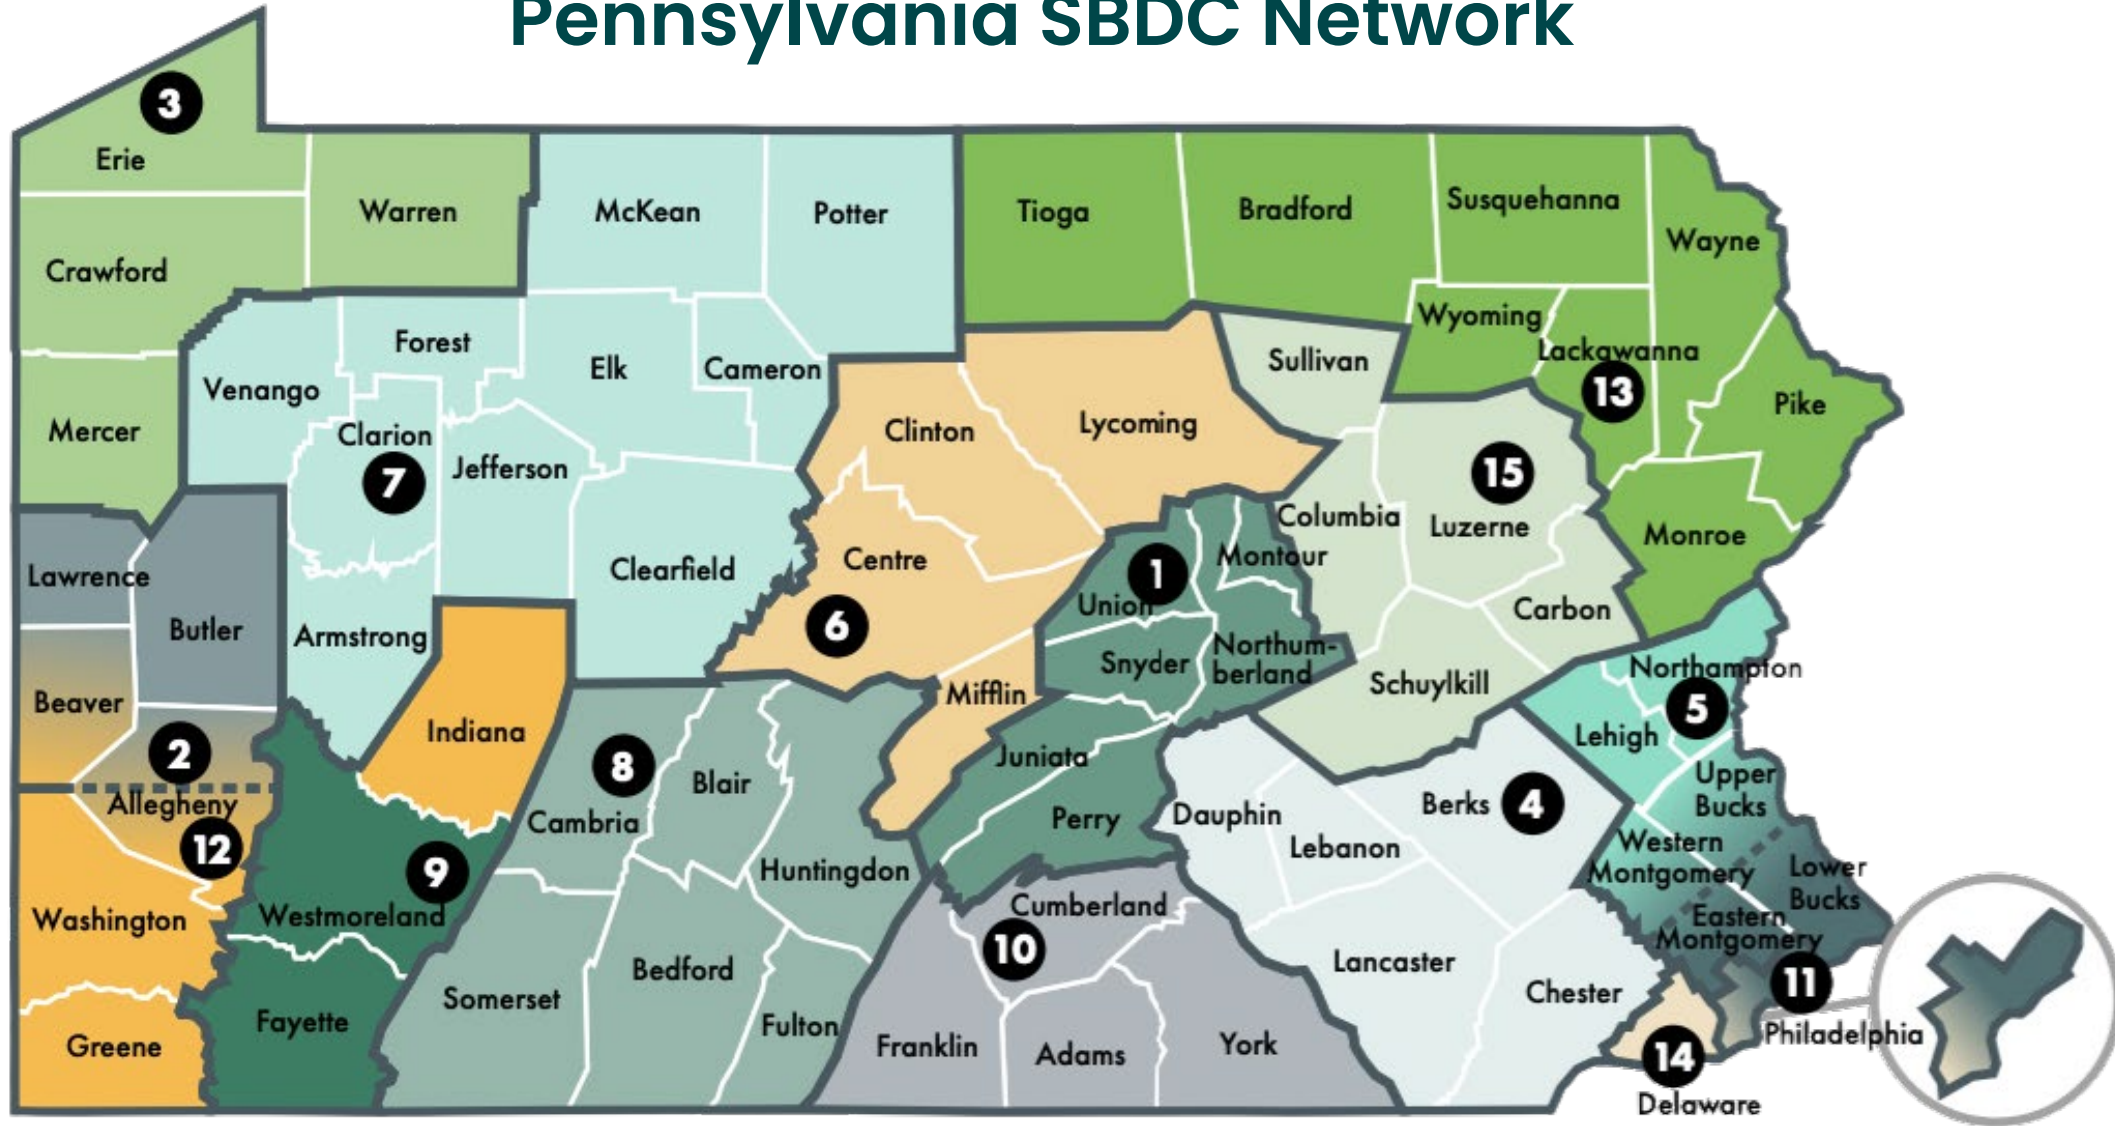 Pennsylvania SBDC Network
3
Erie
Warren
McKean
Potter
Tioga
Bradford
Susquehanna
Wayne
Crawford
Forest
Elk
Cameron
Venango
Mercer
Clarion
7
Jefferson
Clinton
Lycoming
Sullivan
Wyoming
Lackawanna
13
Pike
15
Luzerne
Columbia
Monroe
Lawrence
Butler
Armstrong
Clearfield
Centre
6
1
Union
Montour
Snyder
Northum-
berland
Carbon
Schuylkill
Northampton
5
Lehigh
Beaver
2
Allegheny
12
Indiana
8
Cambria
Blair
Mifflin
Juniata
Perry
Dauphin
Lebanon
Berks
4
Upper
Bucks
Western
Montgomery
Lower
Bucks
Eastern
Montgomery
11
Philadelphia
9
Westmoreland
Washington
Greene
Fayette
Somerset
Bedford
Huntingdon
Fulton
Cumberland
10
Franklin
Adams
York
Lancaster
Chester
14
Delaware